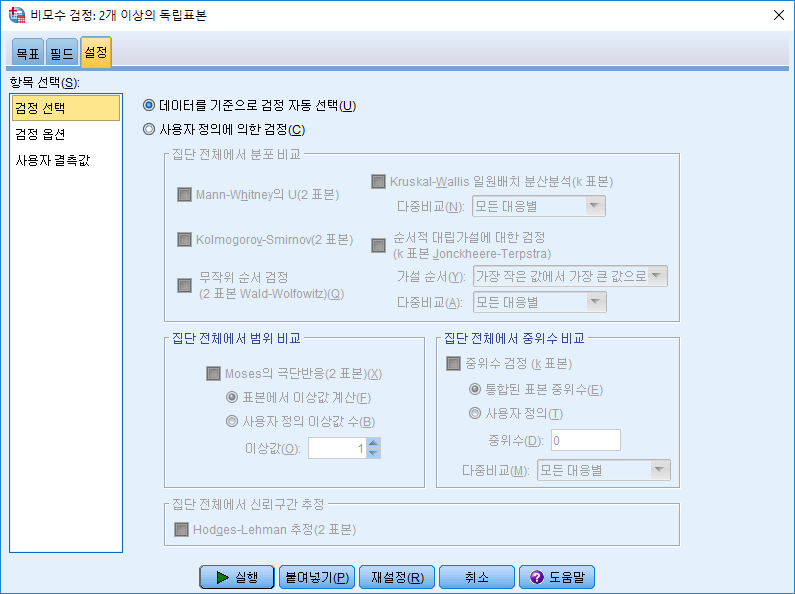 비모수 검정: 2개 이상의 독립표본
목표 필드 설정
항목 선택(S):
검정 선택
검정 옵션
사용자 결측값
데이터를 기준으로 검정 자동 선택(U)
사용자 정의에 의한 검정(C)
집단 전체에서 분포 비교
Mann-Whitney의 U(2 표본)
Kolmogorov-Smirnov(2 표본)
무작위 순서 검정
(2 표본 Wald-Wolfowitz)(Q)
Kruskal-Wallis 일원배치 분산분석(k 표본)
다중비교(N): 모든 대응별
순서적 대립가설에 대한 검정
(k 표본 Jonckheere-Terpstra)
가설 순서(Y): 가장 작은 값에서 가장 큰 값으로
다중비교(A): 모든 대응별
집단 전체에서 범위 비교
Moses의 극단반응(2 표본)(X)
표본에서 이상값 계산(F)
사용자 정의 이상값 수(B)
이상값(O): 1
집단 전체에서 중위수 비교
중위수 검정 (k 표본)
통합된 표본 중위수(E)
사용자 정의(T)
중위수(D): 0
다중비교(M): 모든 대응별
집단 전체에서 신뢰구간 추정
Hodges-Lehman 추정(2 표본)
실행 붙여넣기(P) 재설정(R) 취소 도움말